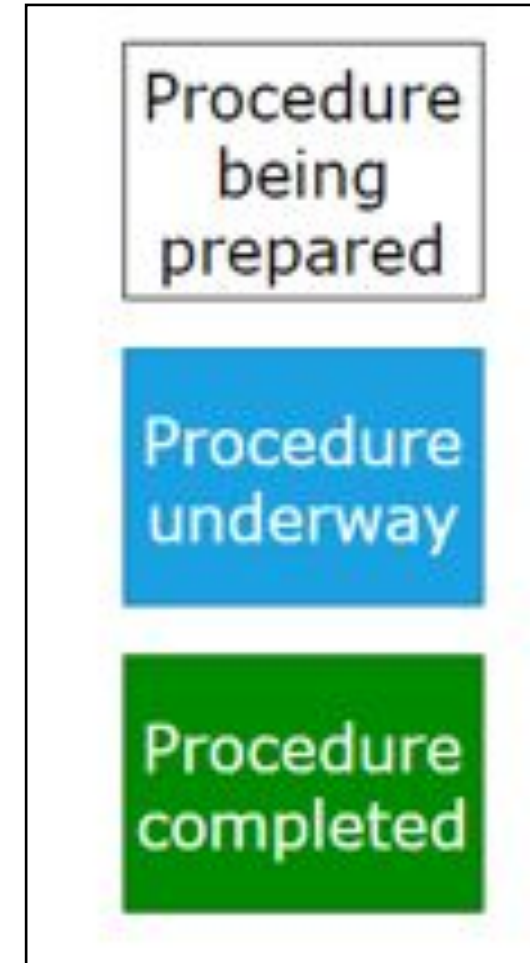 Procedure
being
prepared
Procedure
underway
Procedure
completed